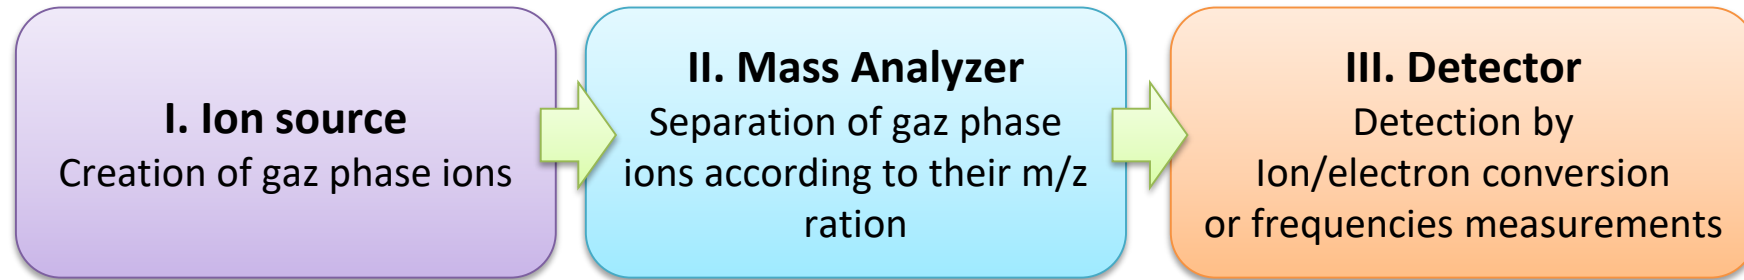 I. Ion source
Creation of gaz phase ions
II. Mass Analyzer
Separation of gaz phase
ions according to their m/z
ration
III. Detector
Detection by
Ion/electron conversion
or frequencies measurements